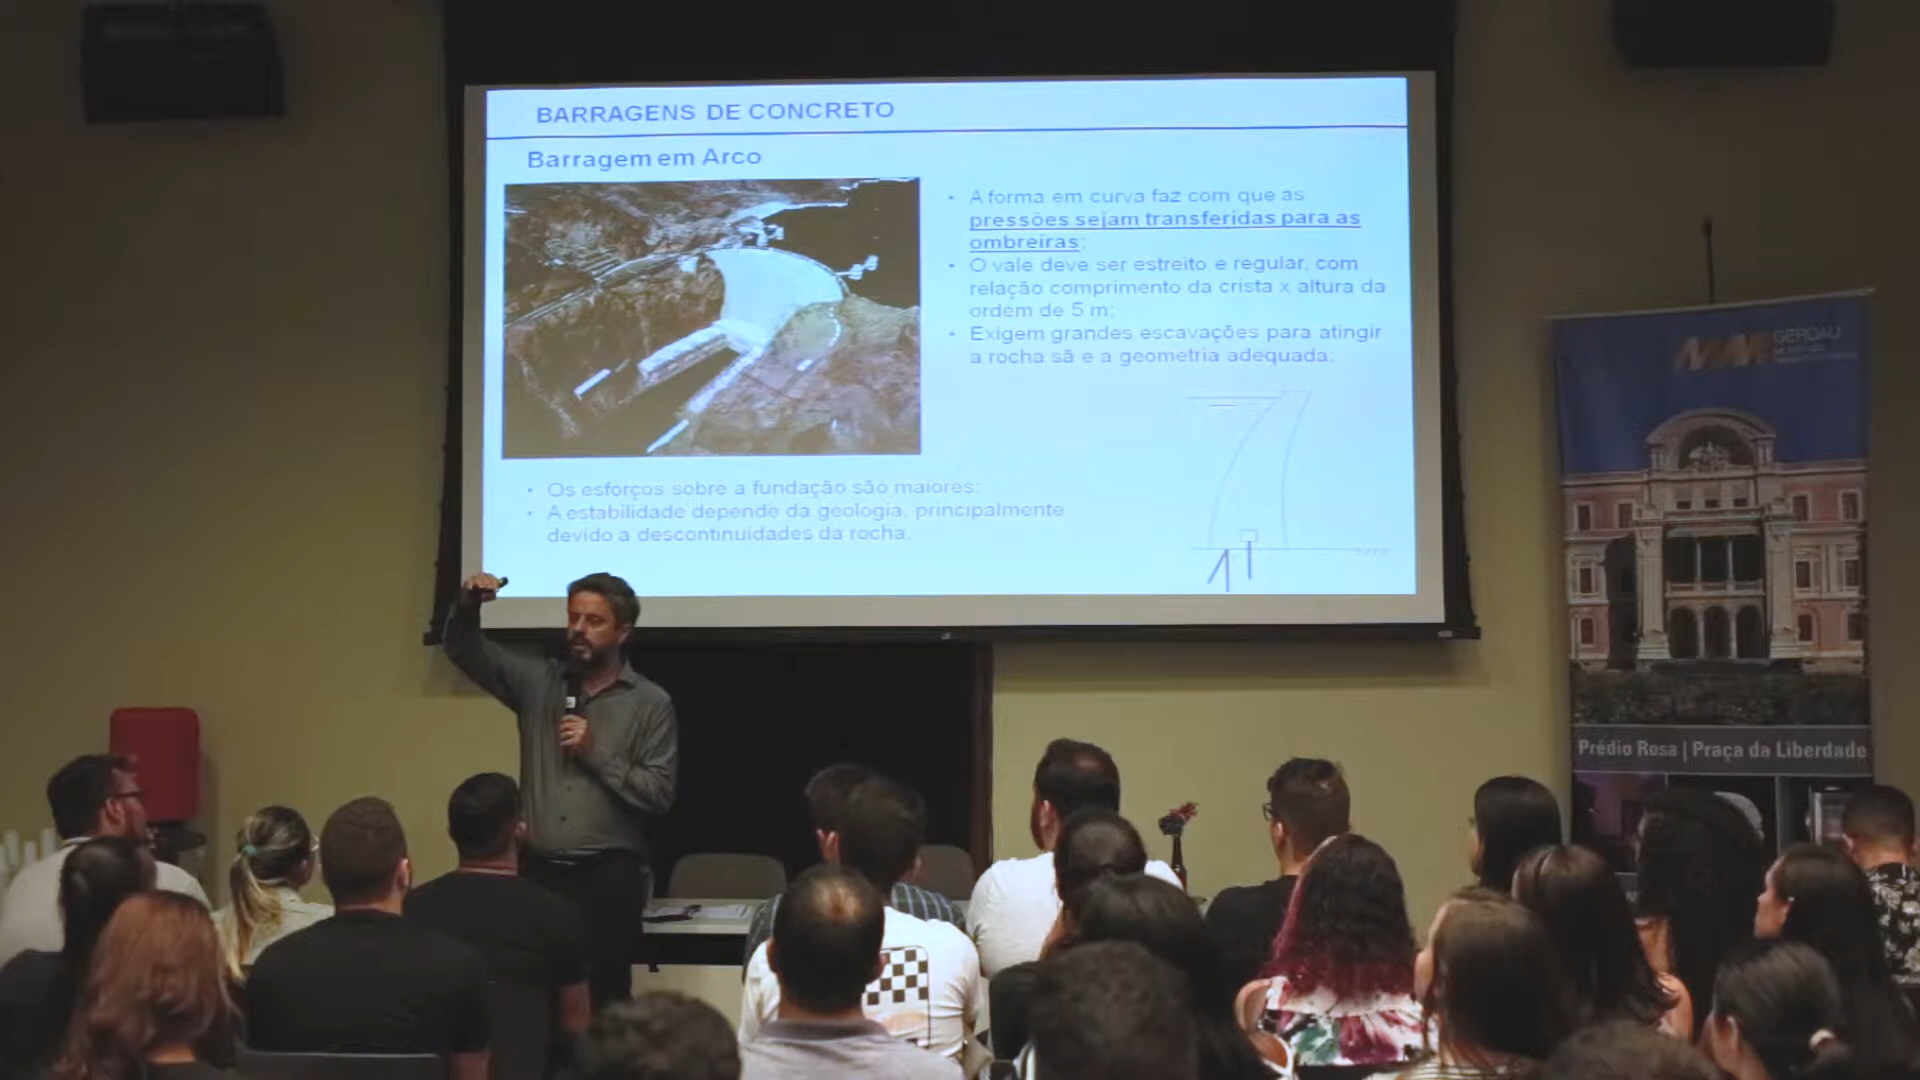 BARRAGENS DE CONCRETO
Barragem em Arco
• A forma em curva faz com que as
pressões sejam transferidas para as
ombreiras;
• O vale deve ser estreito e regular, com
relação comprimento da crista x altura da
ordem de 5 m;
• Exigem grandes escavações para atingir
a rocha sã e a geometria adequada;
• Os esforços sobre a fundação são maiores;
• A estabilidade depende da geologia, principalmente
devido a descontinuidades da rocha.
MM GERDAU
Prédio Rosa | Praça da Liberdade